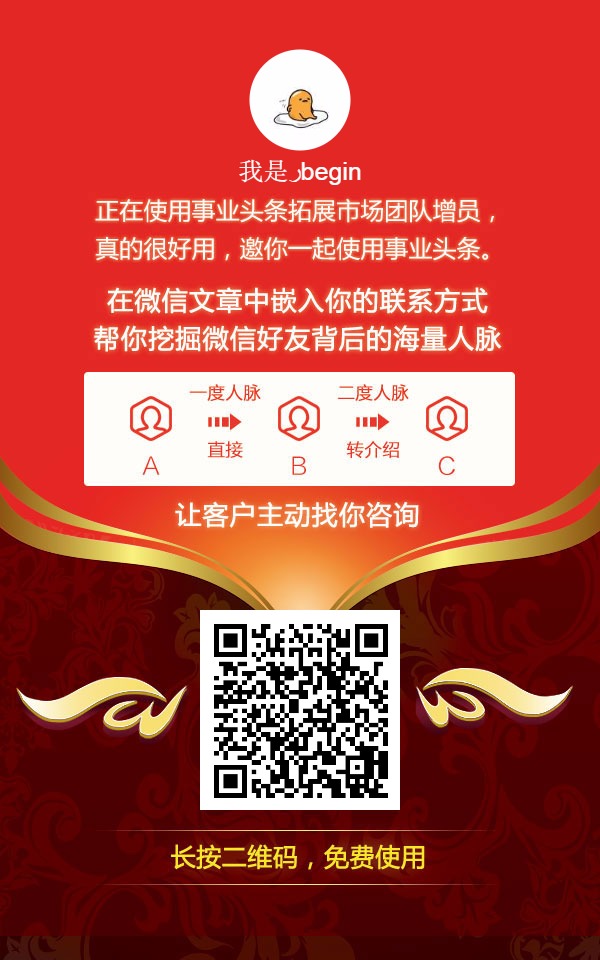 我是ر begin
正在使用事业头条拓展市场团队增员，
真的很好用，邀你一起使用事业头条。
在微信文章中嵌入你的联系方式
帮你挖掘微信好友背后的海量人脉
一度人脉 二度人脉
直接 转介绍
A B C
让客户主动找你咨询
长按二维码，免费使用